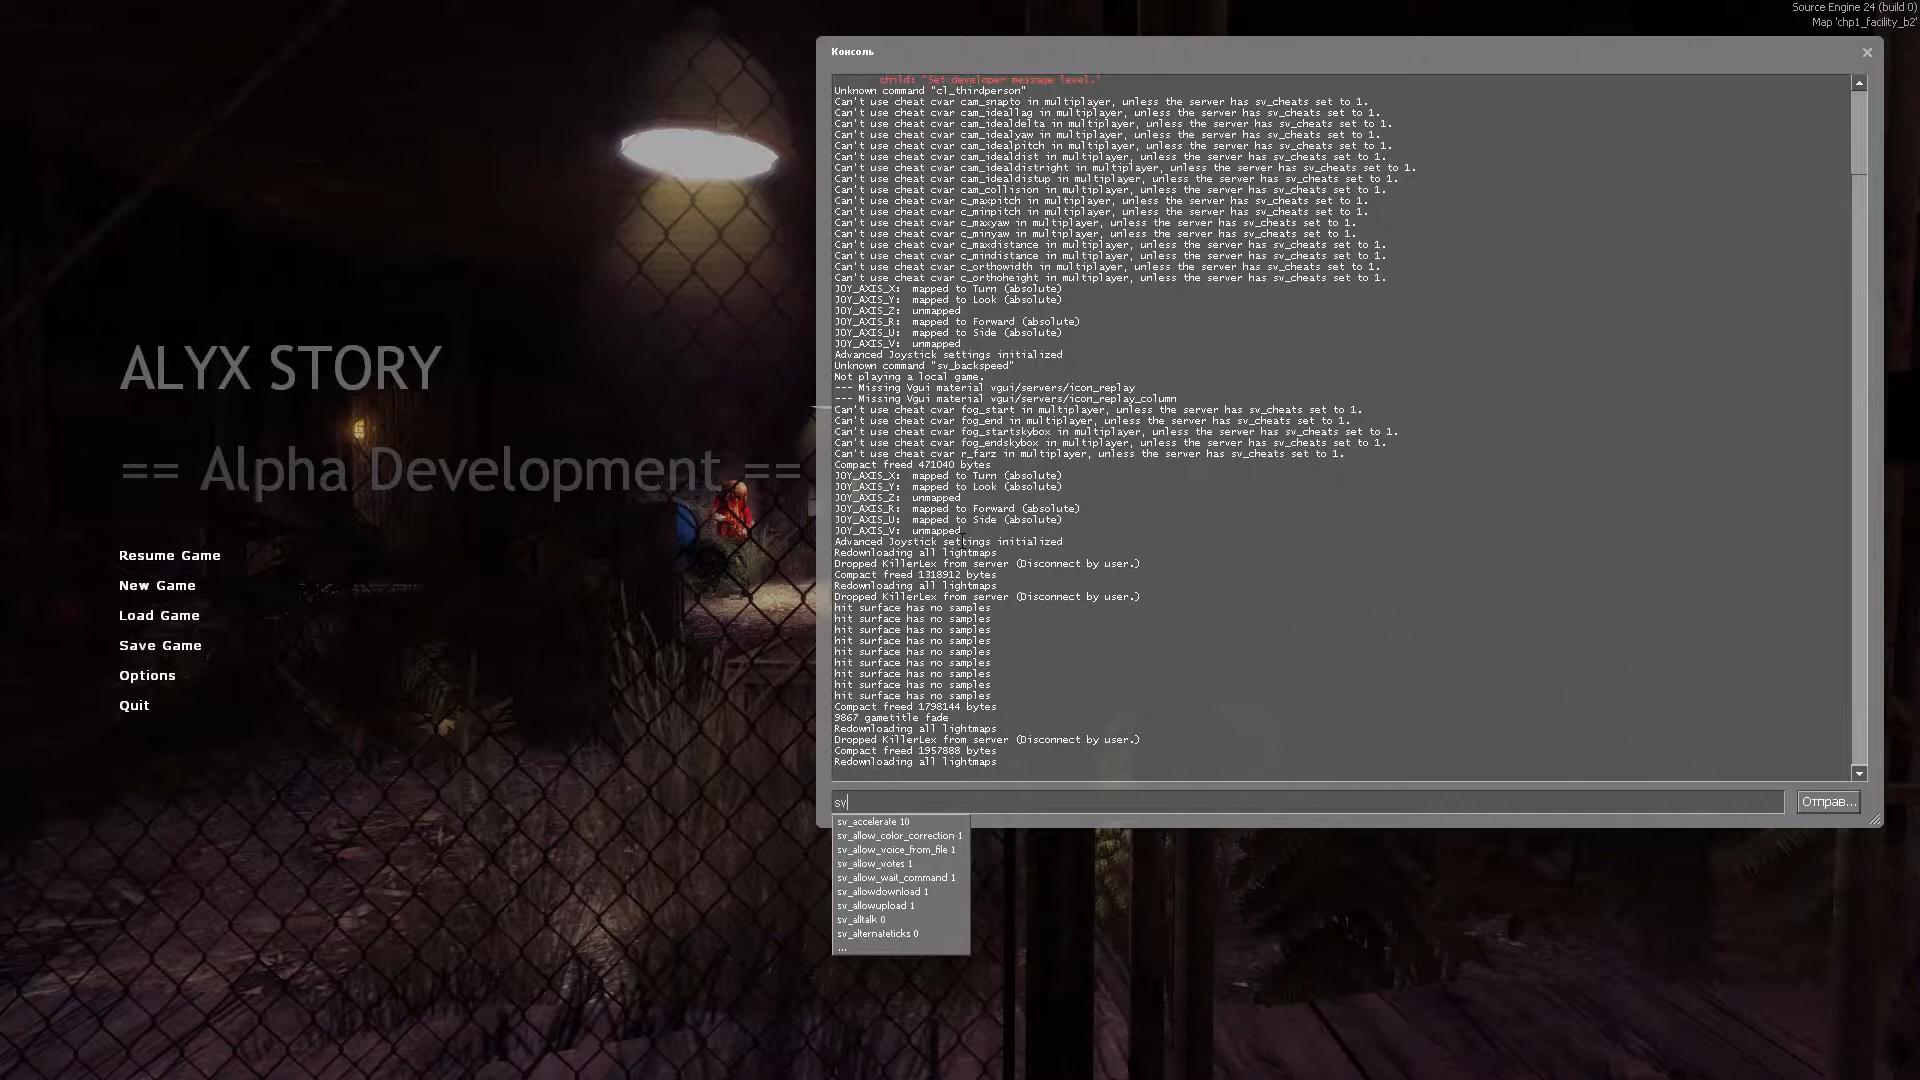 Source Engine 24 (build 0)
Map 'chp1_facility_b2'
Консоль
child: "Set developer message level."
Unknown command "cl_thirdperson"
Can't use cheat cvar cam_snapto in multiplayer, unless the server has sv_cheats set to 1.
Can't use cheat cvar cam_ideallag in multiplayer, unless the server has sv_cheats set to 1.
Can't use cheat cvar cam_idealdelta in multiplayer, unless the server has sv_cheats set to 1.
Can't use cheat cvar cam_idealyaw in multiplayer, unless the server has sv_cheats set to 1.
Can't use cheat cvar cam_idealpitch in multiplayer, unless the server has sv_cheats set to 1.
Can't use cheat cvar cam_idealdist in multiplayer, unless the server has sv_cheats set to 1.
Can't use cheat cvar cam_idealdistright in multiplayer, unless the server has sv_cheats set to 1.
Can't use cheat cvar cam_idealdistup in multiplayer, unless the server has sv_cheats set to 1.
Can't use cheat cvar cam_collision in multiplayer, unless the server has sv_cheats set to 1.
Can't use cheat cvar c_maxpitch in multiplayer, unless the server has sv_cheats set to 1.
Can't use cheat cvar c_minpitch in multiplayer, unless the server has sv_cheats set to 1.
Can't use cheat cvar c_maxyaw in multiplayer, unless the server has sv_cheats set to 1.
Can't use cheat cvar c_minyaw in multiplayer, unless the server has sv_cheats set to 1.
Can't use cheat cvar c_maxdistance in multiplayer, unless the server has sv_cheats set to 1.
Can't use cheat cvar c_mindistance in multiplayer, unless the server has sv_cheats set to 1.
Can't use cheat cvar c_orthowidth in multiplayer, unless the server has sv_cheats set to 1.
Can't use cheat cvar c_orthoheight in multiplayer, unless the server has sv_cheats set to 1.
JOY_AXIS_X: mapped to Turn (absolute)
JOY_AXIS_Y: mapped to Look (absolute)
JOY_AXIS_Z: unmapped
JOY_AXIS_R: mapped to Forward (absolute)
JOY_AXIS_U: mapped to Side (absolute)
JOY_AXIS_V: unmapped
Advanced Joystick settings initialized
Unknown command "sv_backspeed"
Not playing a local game.
--- Missing Vgui material vgui/servers/icon_replay
--- Missing Vgui material vgui/servers/icon_replay_column
Can't use cheat cvar fog_start in multiplayer, unless the server has sv_cheats set to 1.
Can't use cheat cvar fog_end in multiplayer, unless the server has sv_cheats set to 1.
Can't use cheat cvar fog_startskybox in multiplayer, unless the server has sv_cheats set to 1.
Can't use cheat cvar fog_endskybox in multiplayer, unless the server has sv_cheats set to 1.
Can't use cheat cvar r_farz in multiplayer, unless the server has sv_cheats set to 1.
Compact freed 471040 bytes
JOY_AXIS_X: mapped to Turn (absolute)
JOY_AXIS_Y: mapped to Look (absolute)
JOY_AXIS_Z: unmapped
JOY_AXIS_R: mapped to Forward (absolute)
JOY_AXIS_U: mapped to Side (absolute)
JOY_AXIS_V: unmapped
Advanced Joystick settings initialized
Redownloading all lightmaps
Dropped KillerLex from server (Disconnect by user.)
Compact freed 1318912 bytes
Redownloading all lightmaps
Dropped KillerLex from server (Disconnect by user.)
hit surface has no samples
hit surface has no samples
hit surface has no samples
hit surface has no samples
hit surface has no samples
hit surface has no samples
hit surface has no samples
hit surface has no samples
hit surface has no samples
Compact freed 1798144 bytes
9867 gametitle fade
Redownloading all lightmaps
Dropped KillerLex from server (Disconnect by user.)
Compact freed 1957888 bytes
Redownloading all lightmaps
sv
Отправ...
sv_accelerate 10
sv_allow_color_correction 1
sv_allow_voice_from_file 1
sv_allow_votes 1
sv_allow_wait_command 1
sv_allowdownload 1
sv_allowupload 1
sv_alltalk 0
sv_alternateticks 0
...
ALYX STORY
== Alpha Development ==
Resume Game
New Game
Load Game
Save Game
Options
Quit